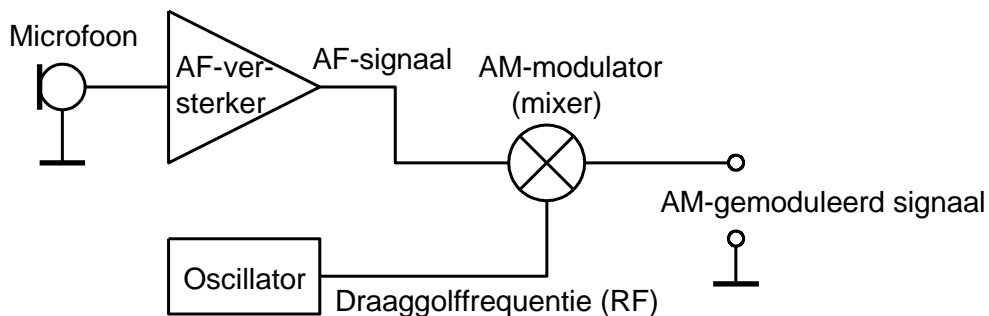 Microfoon
AF-ver-
sterker
AF-signaal
AM-modulator
(mixer)
AM-gemoduleerd signaal
Oscillator
Draaggolffrequentie (RF)